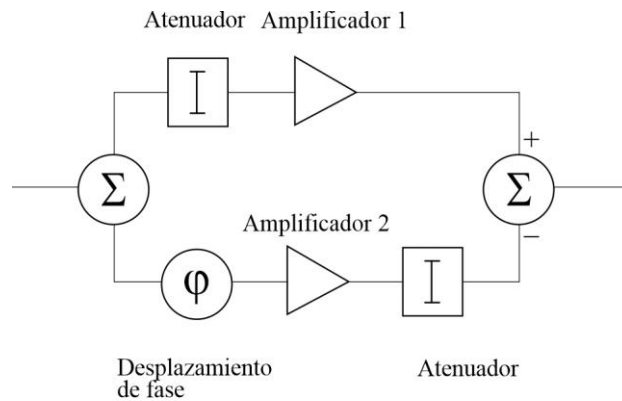 Atenuador Amplificador 1
Σ
+
Σ
Amplificador 2
−
φ
Desplazamiento
de fase
Atenuador